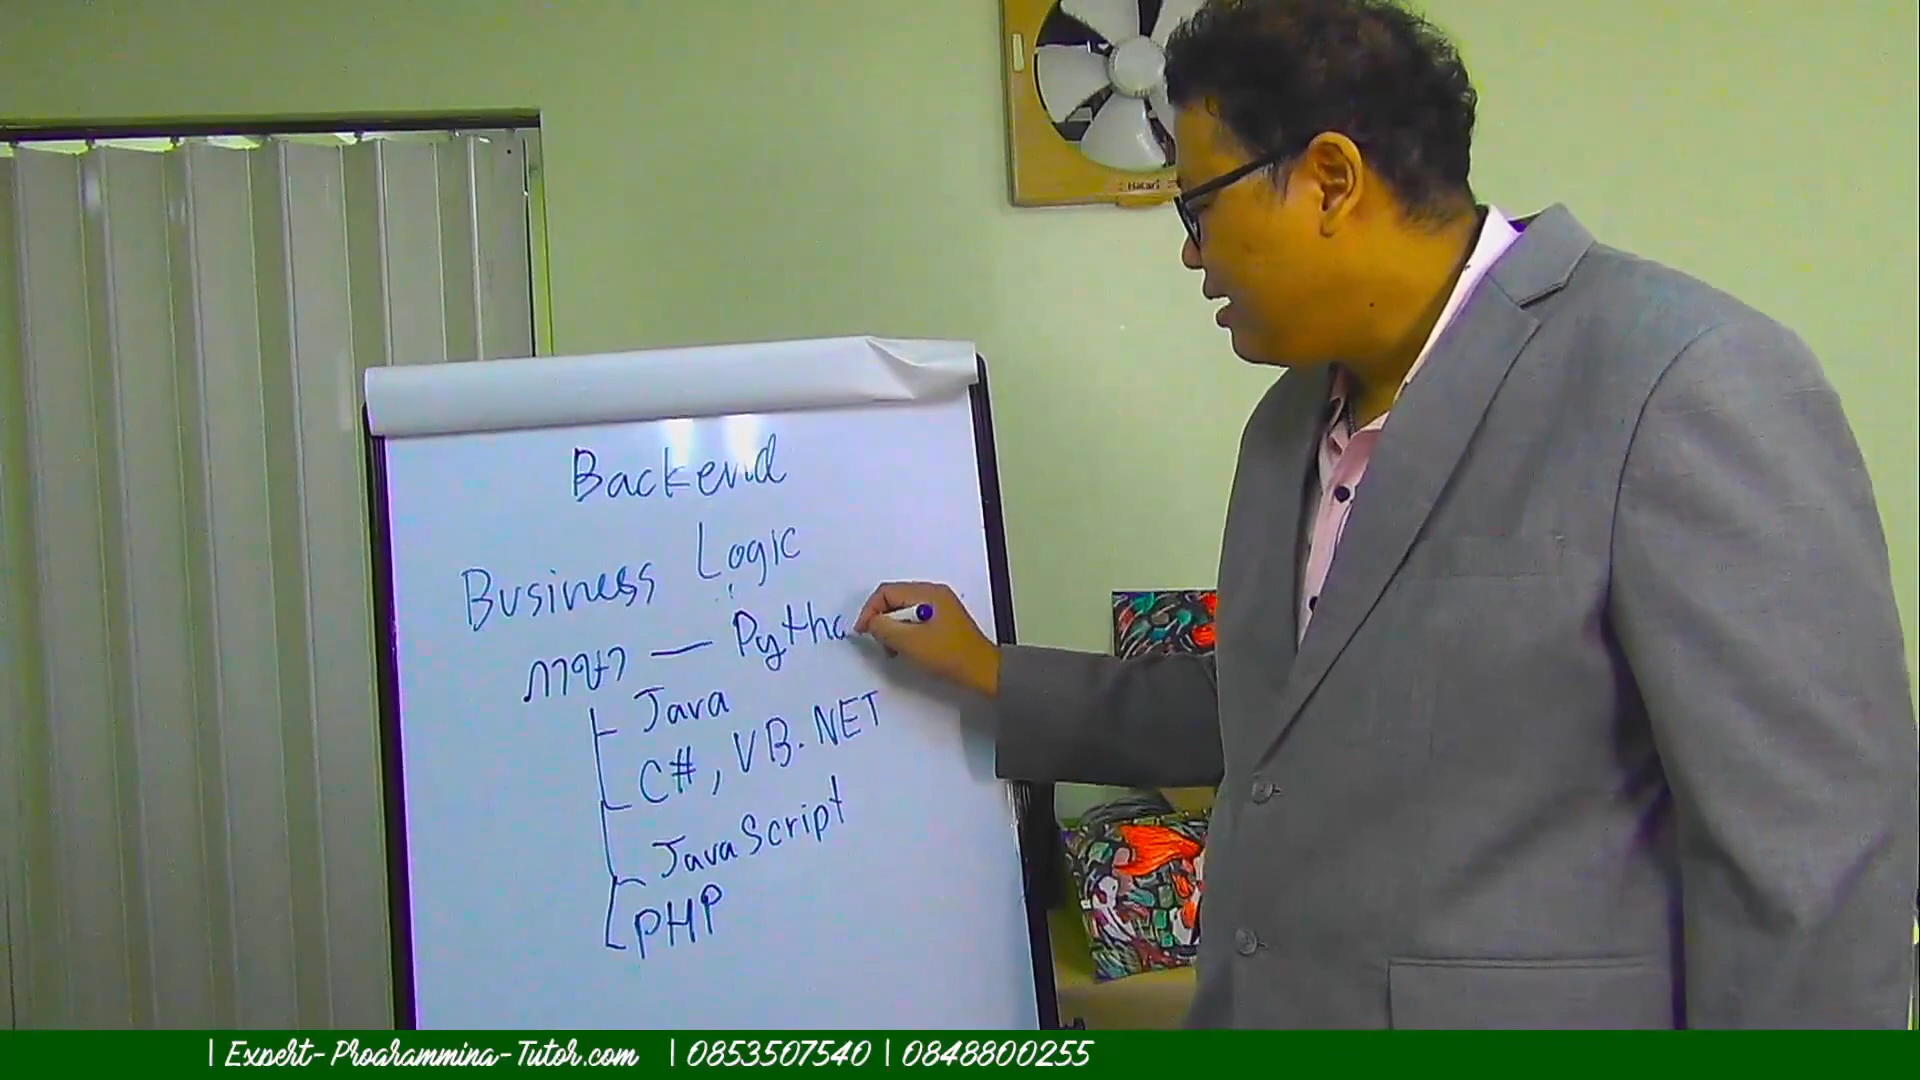 Hatari
Backend
Business Logic
ภาษา — Pytho
Java
C#, VB.NET
JavaScript
PHP
| Expert-Programming-Tutor.com | 0853507540 | 0848800255